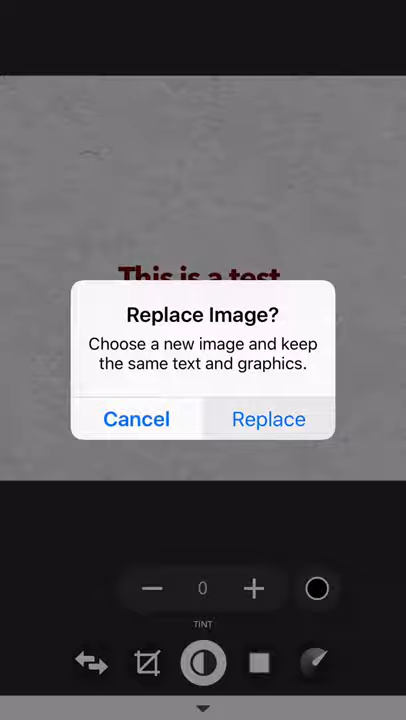 This is a test
Replace Image?
Choose a new image and keep
the same text and graphics.
Cancel
Replace
0
TINT